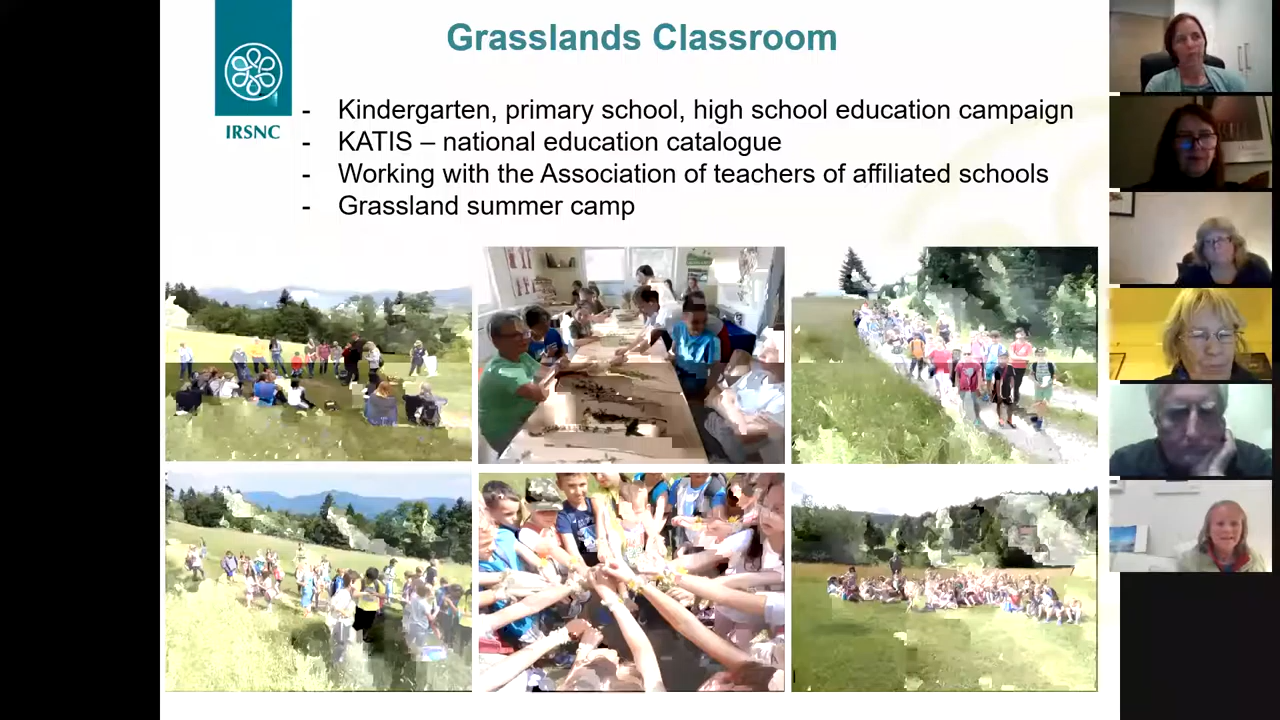 Grasslands Classroom
IRSNC
- Kindergarten, primary school, high school education campaign
- KATIS – national education catalogue
- Working with the Association of teachers of affiliated schools
- Grassland summer camp